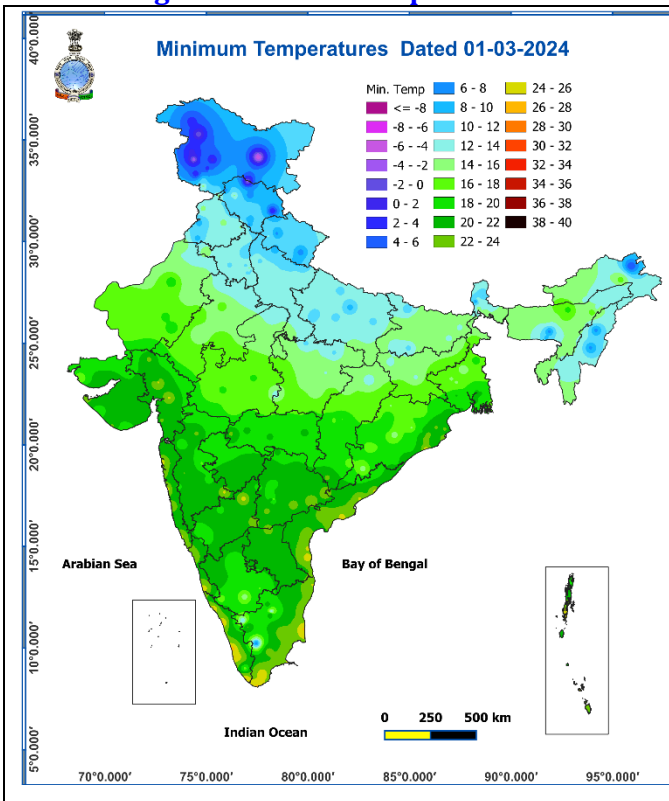 Minimum Temperatures Dated 01-03-2024
Min. Temp
<= -8
-8 - -6
-6 - -4
-4 - -2
-2 - 0
0 - 2
2 - 4
4 - 6
6 - 8
8 - 10
10 - 12
12 - 14
14 - 16
16 - 18
18 - 20
20 - 22
22 - 24
24 - 26
26 - 28
28 - 30
30 - 32
32 - 34
34 - 36
36 - 38
38 - 40
40°0.000'
35°0.000'
30°0.000'
25°0.000'
20°0.000'
15°0.000'
10°0.000'
5°0.000'
Arabian Sea
Bay of Bengal
Indian Ocean
0 250 500 km
70°0.000' 75°0.000' 80°0.000' 85°0.000' 90°0.000' 95°0.000'